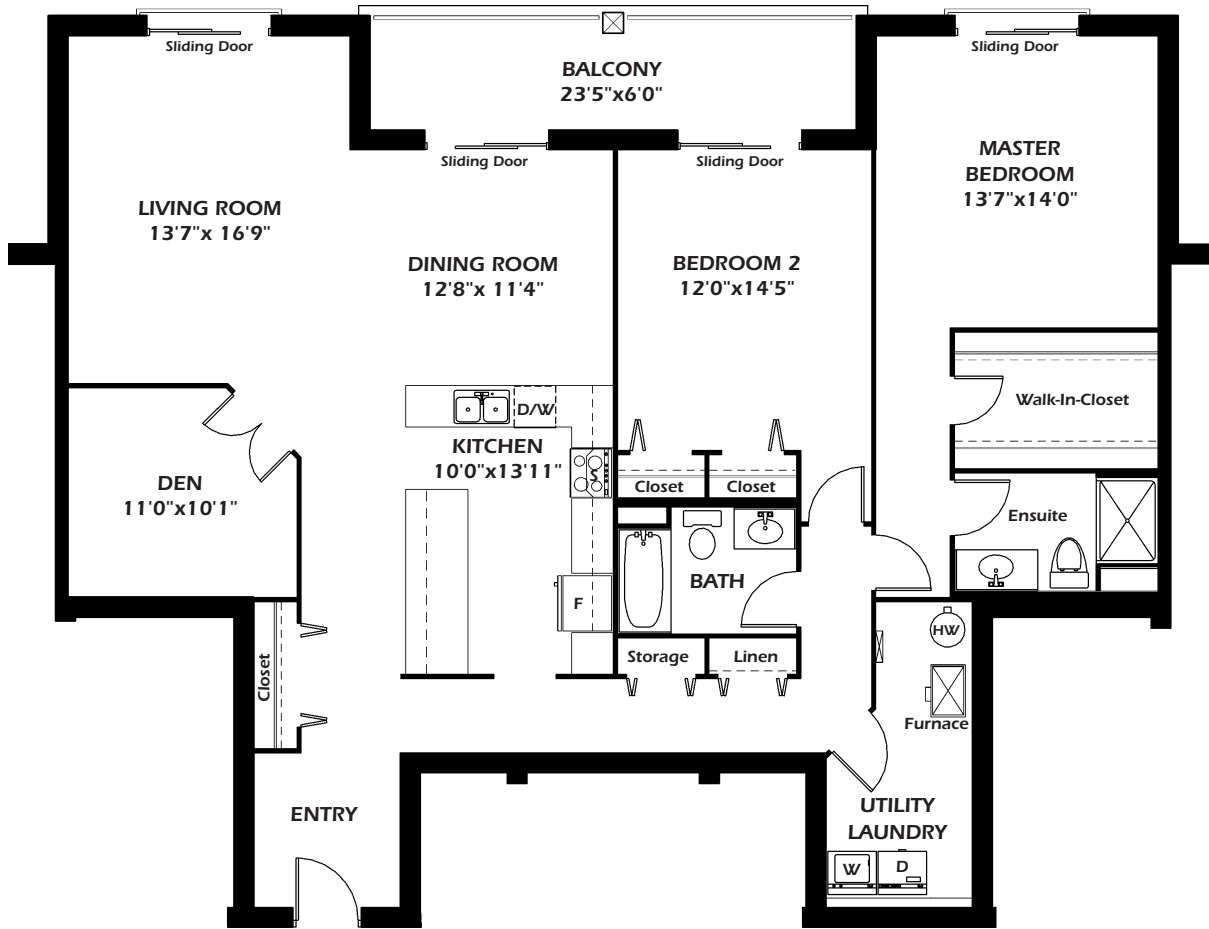 Sliding Door
Sliding Door
BALCONY
23'5"x6'0"
Sliding Door
Sliding Door
MASTER
BEDROOM
13'7"x14'0"
LIVING ROOM
13'7"x 16'9"
DINING ROOM
12'8"x 11'4"
BEDROOM 2
12'0"x14'5"
Walk-In-Closet
D/W
KITCHEN
10'0"x13'11"
S
DEN
11'0"x10'1"
Closet
Closet
Ensuite
BATH
F
HW
Storage
Linen
Closet
Furnace
ENTRY
UTILITY
LAUNDRY
W
D